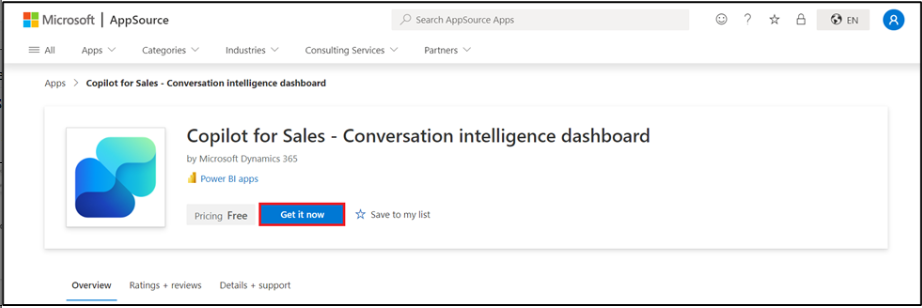 Microsoft | AppSource
Search AppSource Apps
? EN
All Apps Categories Industries Consulting Services Partners
Apps > Copilot for Sales - Conversation intelligence dashboard
Copilot for Sales - Conversation intelligence dashboard
by Microsoft Dynamics 365
Power BI apps
Pricing Free Get it now Save to my list
Overview Ratings + reviews Details + support